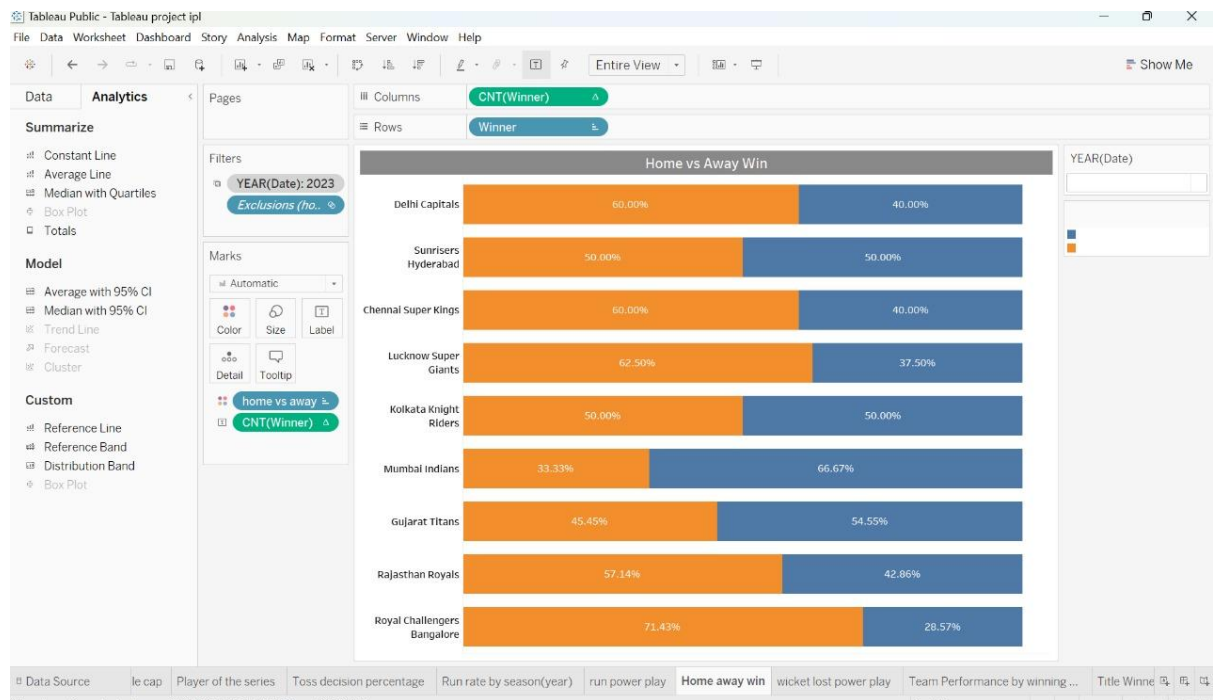 Tableau Public - Tableau project ipl
File Data Worksheet Dashboard Story Analysis Map Format Server Window Help
Entire View
Show Me
Data Analytics
Summarize
Constant Line
Average Line
Median with Quartiles
Box Plot
Totals
Model
Average with 95% CI
Median with 95% CI
Trend Line
Forecast
Cluster
Custom
Reference Line
Reference Band
Distribution Band
Box Plot
Pages
Filters
YEAR(Date): 2023
Exclusions (ho..
Marks
Automatic
Color Size Label
Detail Tooltip
home vs away
CNT(Winner)
Columns CNT(Winner)
Rows Winner
Home vs Away Win
Delhi Capitals 60.00% 40.00%
Sunrisers
Hyderabad 50.00% 50.00%
Chennai Super Kings 60.00% 40.00%
Lucknow Super
Giants 62.50% 37.50%
Kolkata Knight
Riders 50.00% 50.00%
Mumbai Indians 33.33% 66.67%
Gujarat Titans 45.45% 54.55%
Rajasthan Royals 57.14% 42.86%
Royal Challengers
Bangalore 71.43% 28.57%
YEAR(Date)
Data Source le cap Player of the series Toss decision percentage Run rate by season(year) run power play Home away win wicket lost power play Team Performance by winning ... Title Winne